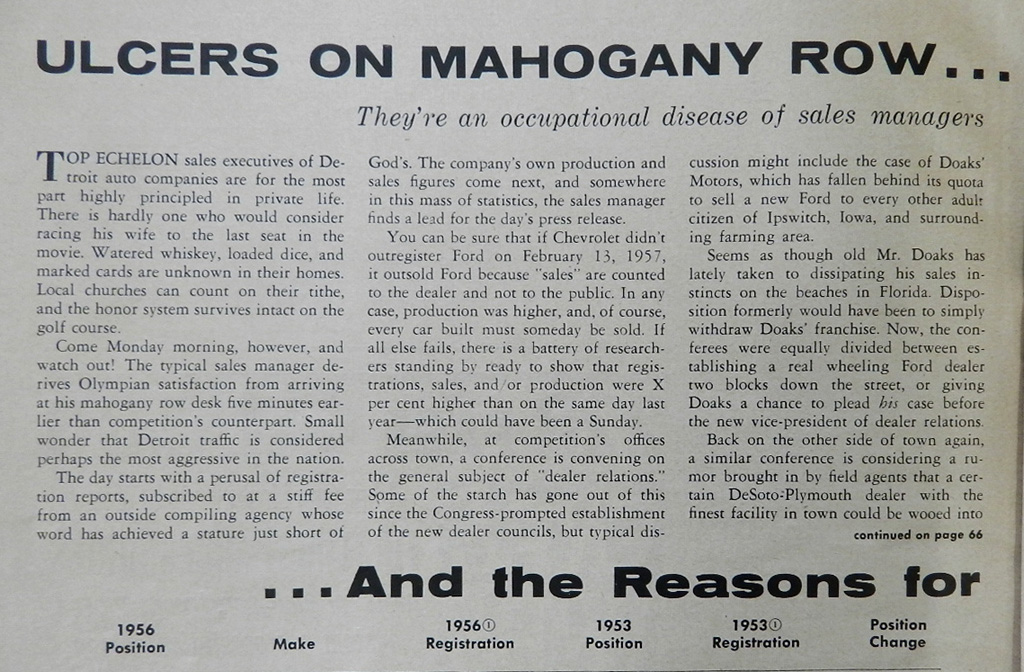 ULCERS ON MAHOGANY ROW...
They're an occupational disease of sales managers
TOP ECHELON sales executives of De-
troit auto companies are for the most
part highly principled in private life.
There is hardly one who would consider
racing his wife to the last seat in the
movie. Watered whiskey, loaded dice, and
marked cards are unknown in their homes.
Local churches can count on their tithe,
and the honor system survives intact on the
golf course.
Come Monday morning, however, and
watch out! The typical sales manager de-
rives Olympian satisfaction from arriving
at his mahogany row desk five minutes ear-
lier than competition's counterpart. Small
wonder that Detroit traffic is considered
perhaps the most aggressive in the nation.
The day starts with a perusal of registra-
tion reports, subscribed to at a stiff fee
from an outside compiling agency whose
word has achieved a stature just short of
God's. The company's own production and
sales figures come next, and somewhere
in this mass of statistics, the sales manager
finds a lead for the day's press release.
You can be sure that if Chevrolet didn't
outregister Ford on February 13, 1957,
it outsold Ford because "sales" are counted
to the dealer and not to the public. In any
case, production was higher, and, of course,
every car built must someday be sold. If
all else fails, there is a battery of research-
ers standing by ready to show that regis-
trations, sales, and/or production were X
per cent higher than on the same day last
year—which could have been a Sunday.
Meanwhile, at competition's offices
across town, a conference is convening on
the general subject of "dealer relations."
Some of the starch has gone out of this
since the Congress-prompted establishment
of the new dealer councils, but typical dis-
cussion might include the case of Doaks'
Motors, which has fallen behind its quota
to sell a new Ford to every other adult
citizen of Ipswitch, Iowa, and surround-
ing farming area.
Seems as though old Mr. Doaks has
lately taken to dissipating his sales in-
stincts on the beaches in Florida. Dispo-
sition formerly would have been to simply
withdraw Doaks' franchise. Now, the con-
ferees were equally divided between es-
tablishing a real wheeling Ford dealer
two blocks down the street, or giving
Doaks a chance to plead his case before
the new vice-president of dealer relations.
Back on the other side of town again,
a similar conference is considering a ru-
mor brought in by field agents that a cer-
tain DeSoto-Plymouth dealer with the
finest facility in town could be wooed into
continued on page 66
...And the Reasons for
1956 Position
Make
1956① Registration
1953 Position
1953① Registration
Position Change